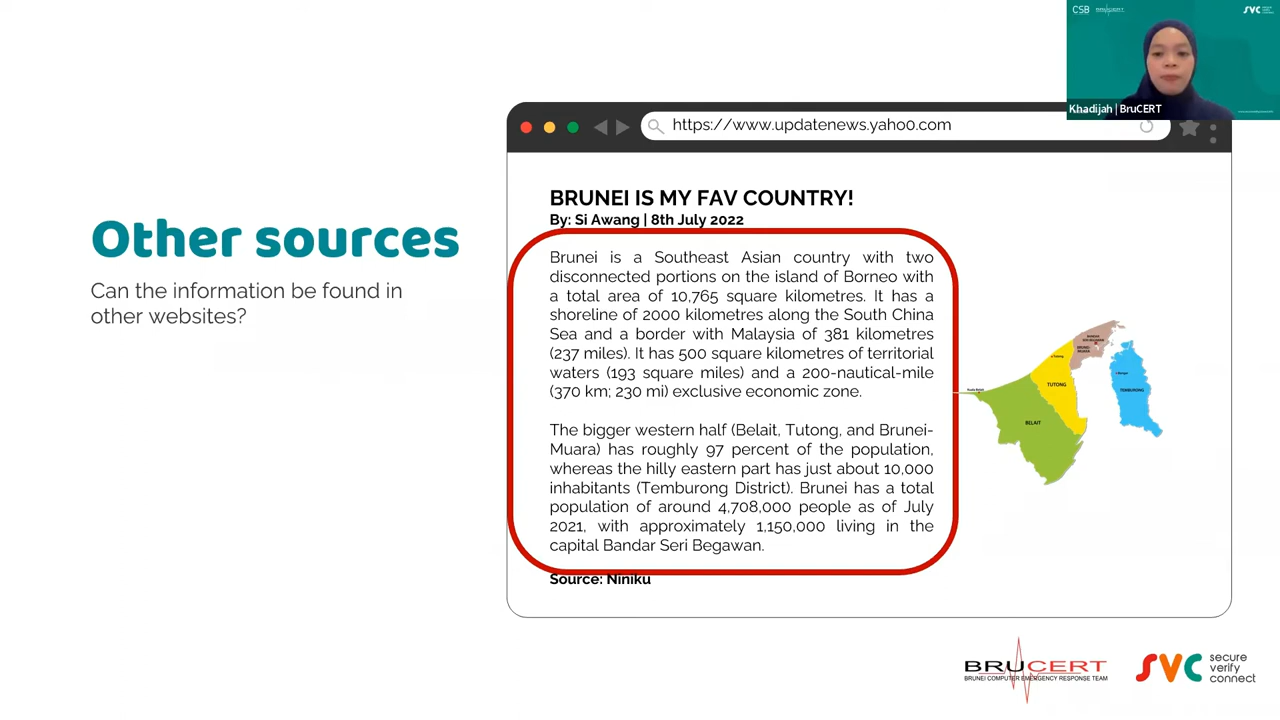 CSB
BRUCERT
SVC
Khadijah | BruCERT
https://www.updatenews.yaho0.com
Other sources
Can the information be found in
other websites?
BRUNEI IS MY FAV COUNTRY!
By: Si Awang | 8th July 2022
Brunei is a Southeast Asian country with two
disconnected portions on the island of Borneo with
a total area of 10,765 square kilometres. It has a
shoreline of 2000 kilometres along the South China
Sea and a border with Malaysia of 381 kilometres
(237 miles). It has 500 square kilometres of territorial
waters (193 square miles) and a 200-nautical-mile
(370 km; 230 mi) exclusive economic zone.
The bigger western half (Belait, Tutong, and Brunei-
Muara) has roughly 97 percent of the population,
whereas the hilly eastern part has just about 10,000
inhabitants (Temburong District). Brunei has a total
population of around 4,708,000 people as of July
2021, with approximately 1,150,000 living in the
capital Bandar Seri Begawan.
Source: Niniku
TUTONG
BELAIT
TEMBURONG
BRUCERT
BRUNEI COMPUTER EMERGENCY RESPONSE TEAM
SVC
secure
verify
connect